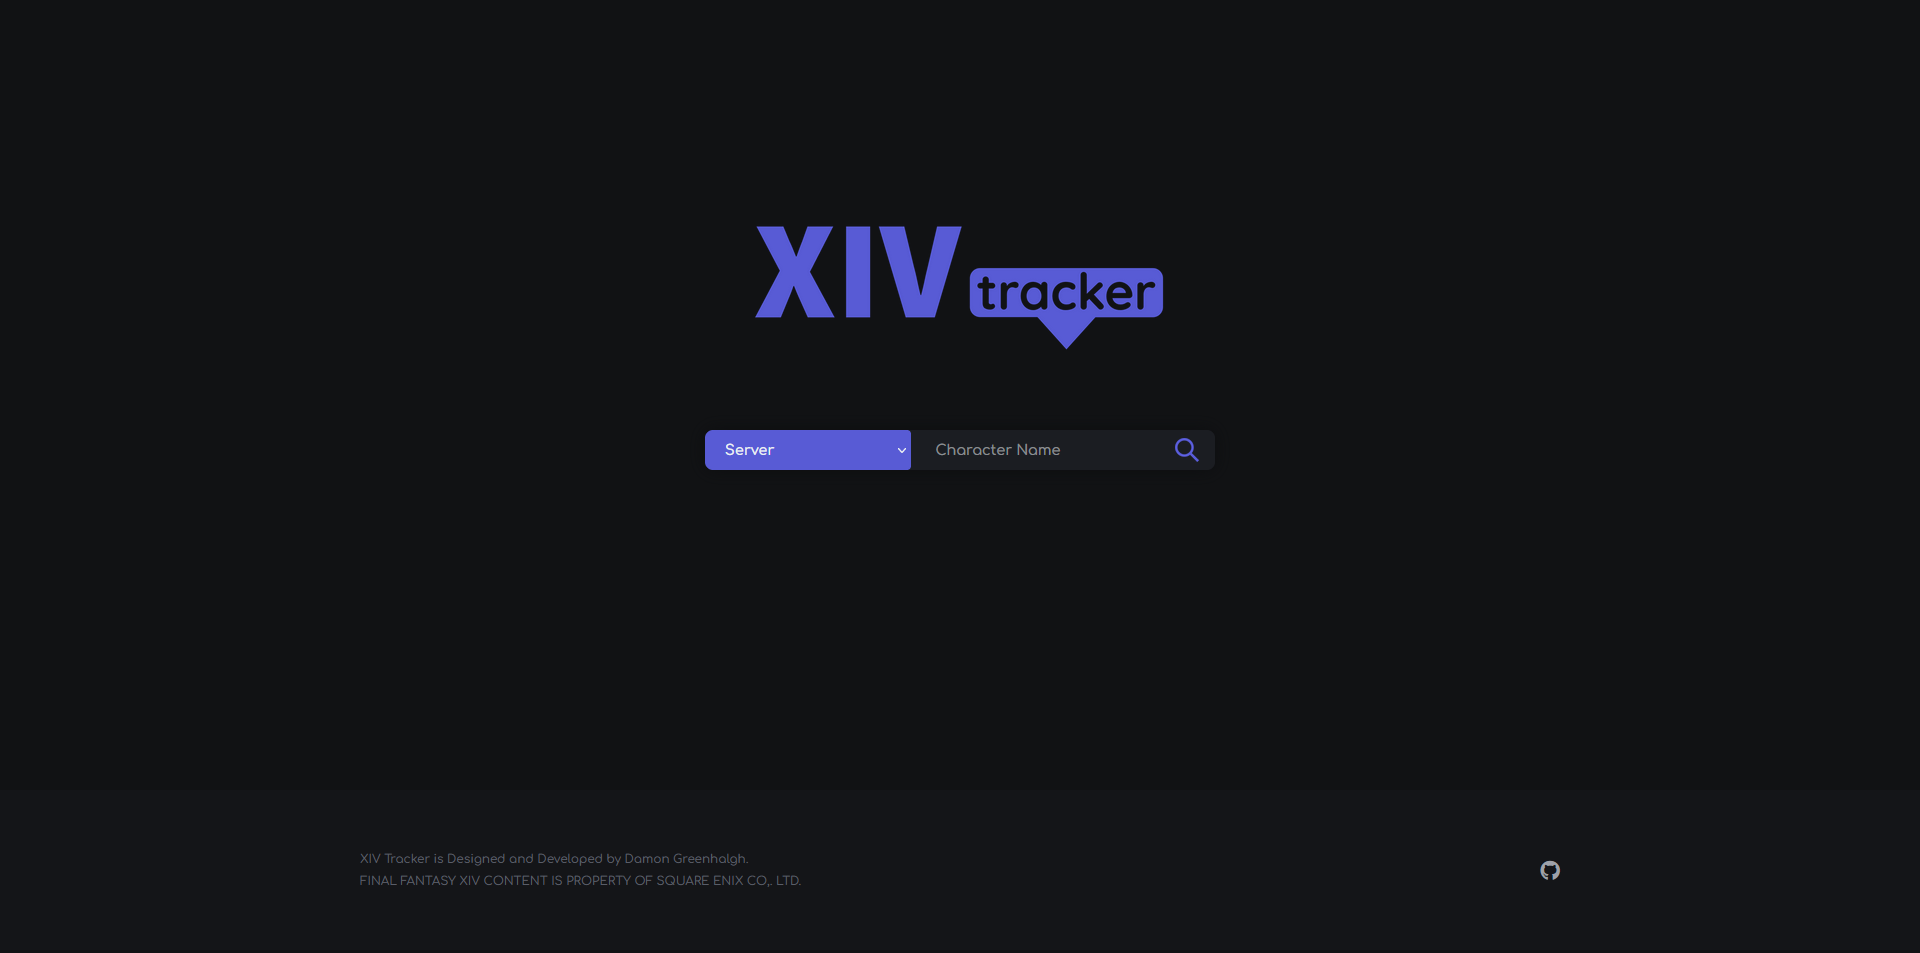 XIV tracker
Server
Character Name
XIV Tracker is Designed and Developed by Damon Greenhalgh.
FINAL FANTASY XIV CONTENT IS PROPERTY OF SQUARE ENIX CO,. LTD.